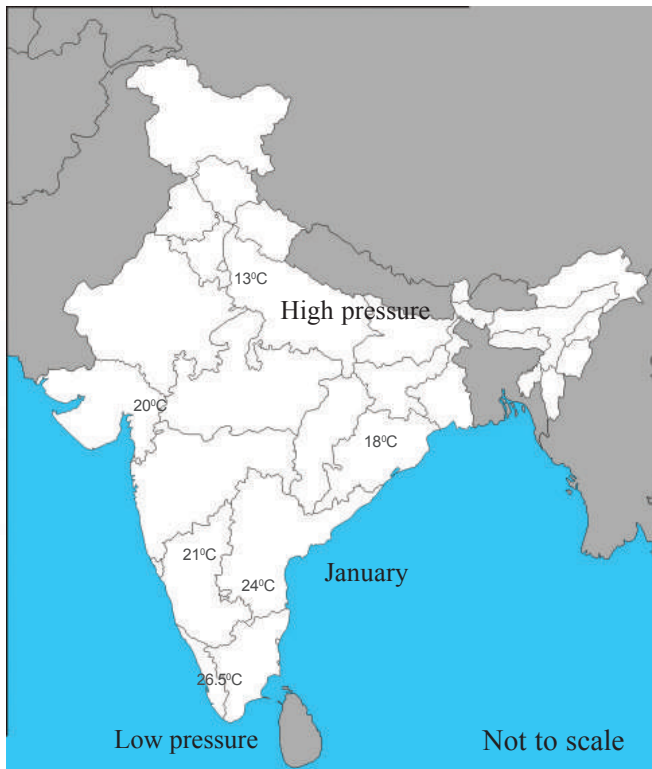 13⁰C
High pressure
20⁰C
18⁰C
21⁰C
January
24⁰C
26.5⁰C
Low pressure
Not to scale